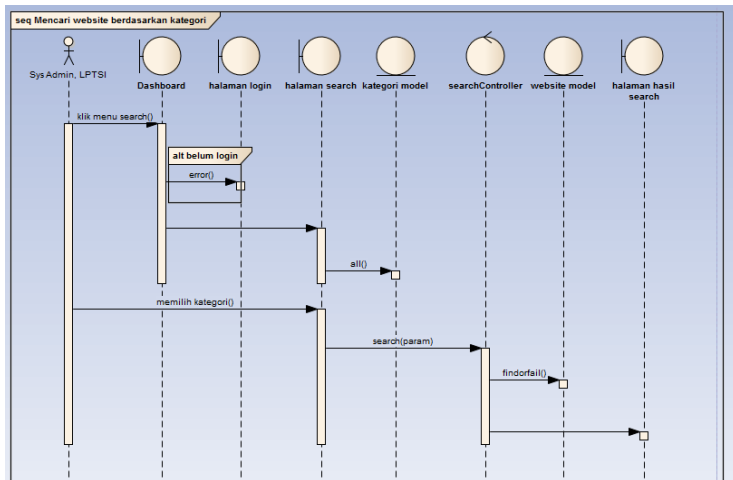 seq Mencari website berdasarkan kategori
Sys Admin, LPTSI
Dashboard
halaman login
halaman search
kategori model
searchController
website model
halaman hasil
search
klik menu search()
alt belum login
error()
all()
memilih kategori()
search(param)
findorfail()